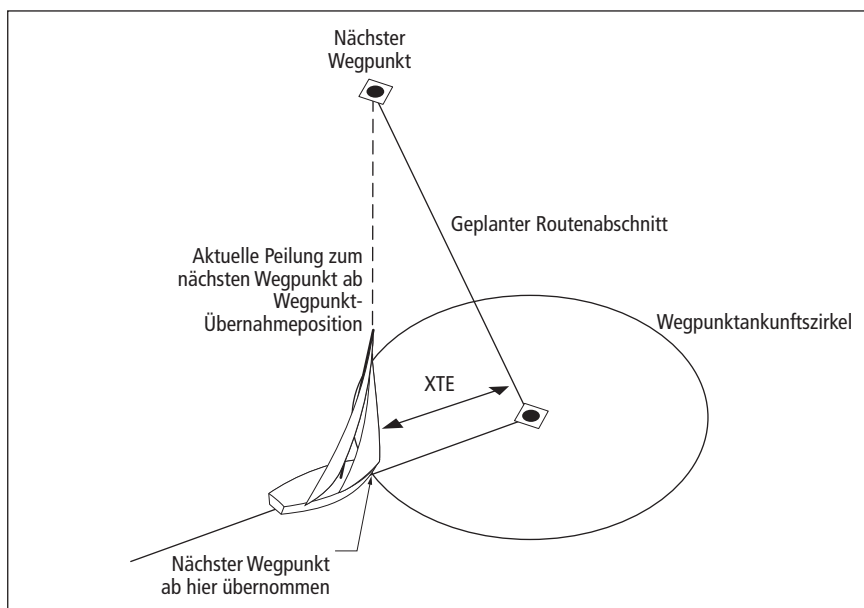 Nächster
Wegpunkt
Geplanter Routenabschnitt
Aktuelle Peilung zum
nächsten Wegpunkt ab
Wegpunkt-
Übernahmeposition
Wegpunktankunftszirkel
XTE
Nächster Wegpunkt
ab hier übernommen